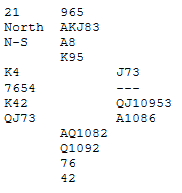 21 965
North AKJ83
N-S A8
K95
K4 J73
7654 ---
K42 QJ10953
QJ73 A1086
AQ1082
Q1092
76
42